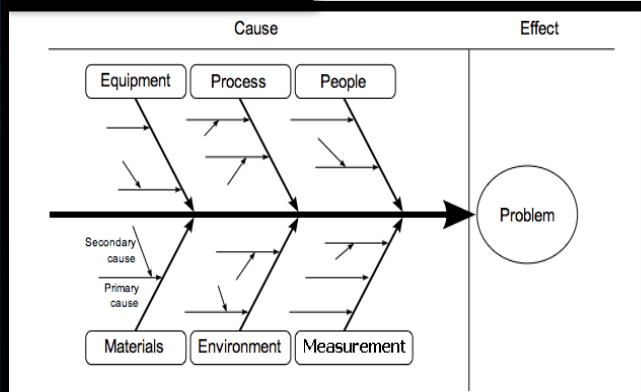 Cause
Effect
Equipment
Process
People
Problem
Secondary
cause
Primary
cause
Materials
Environment
Measurement